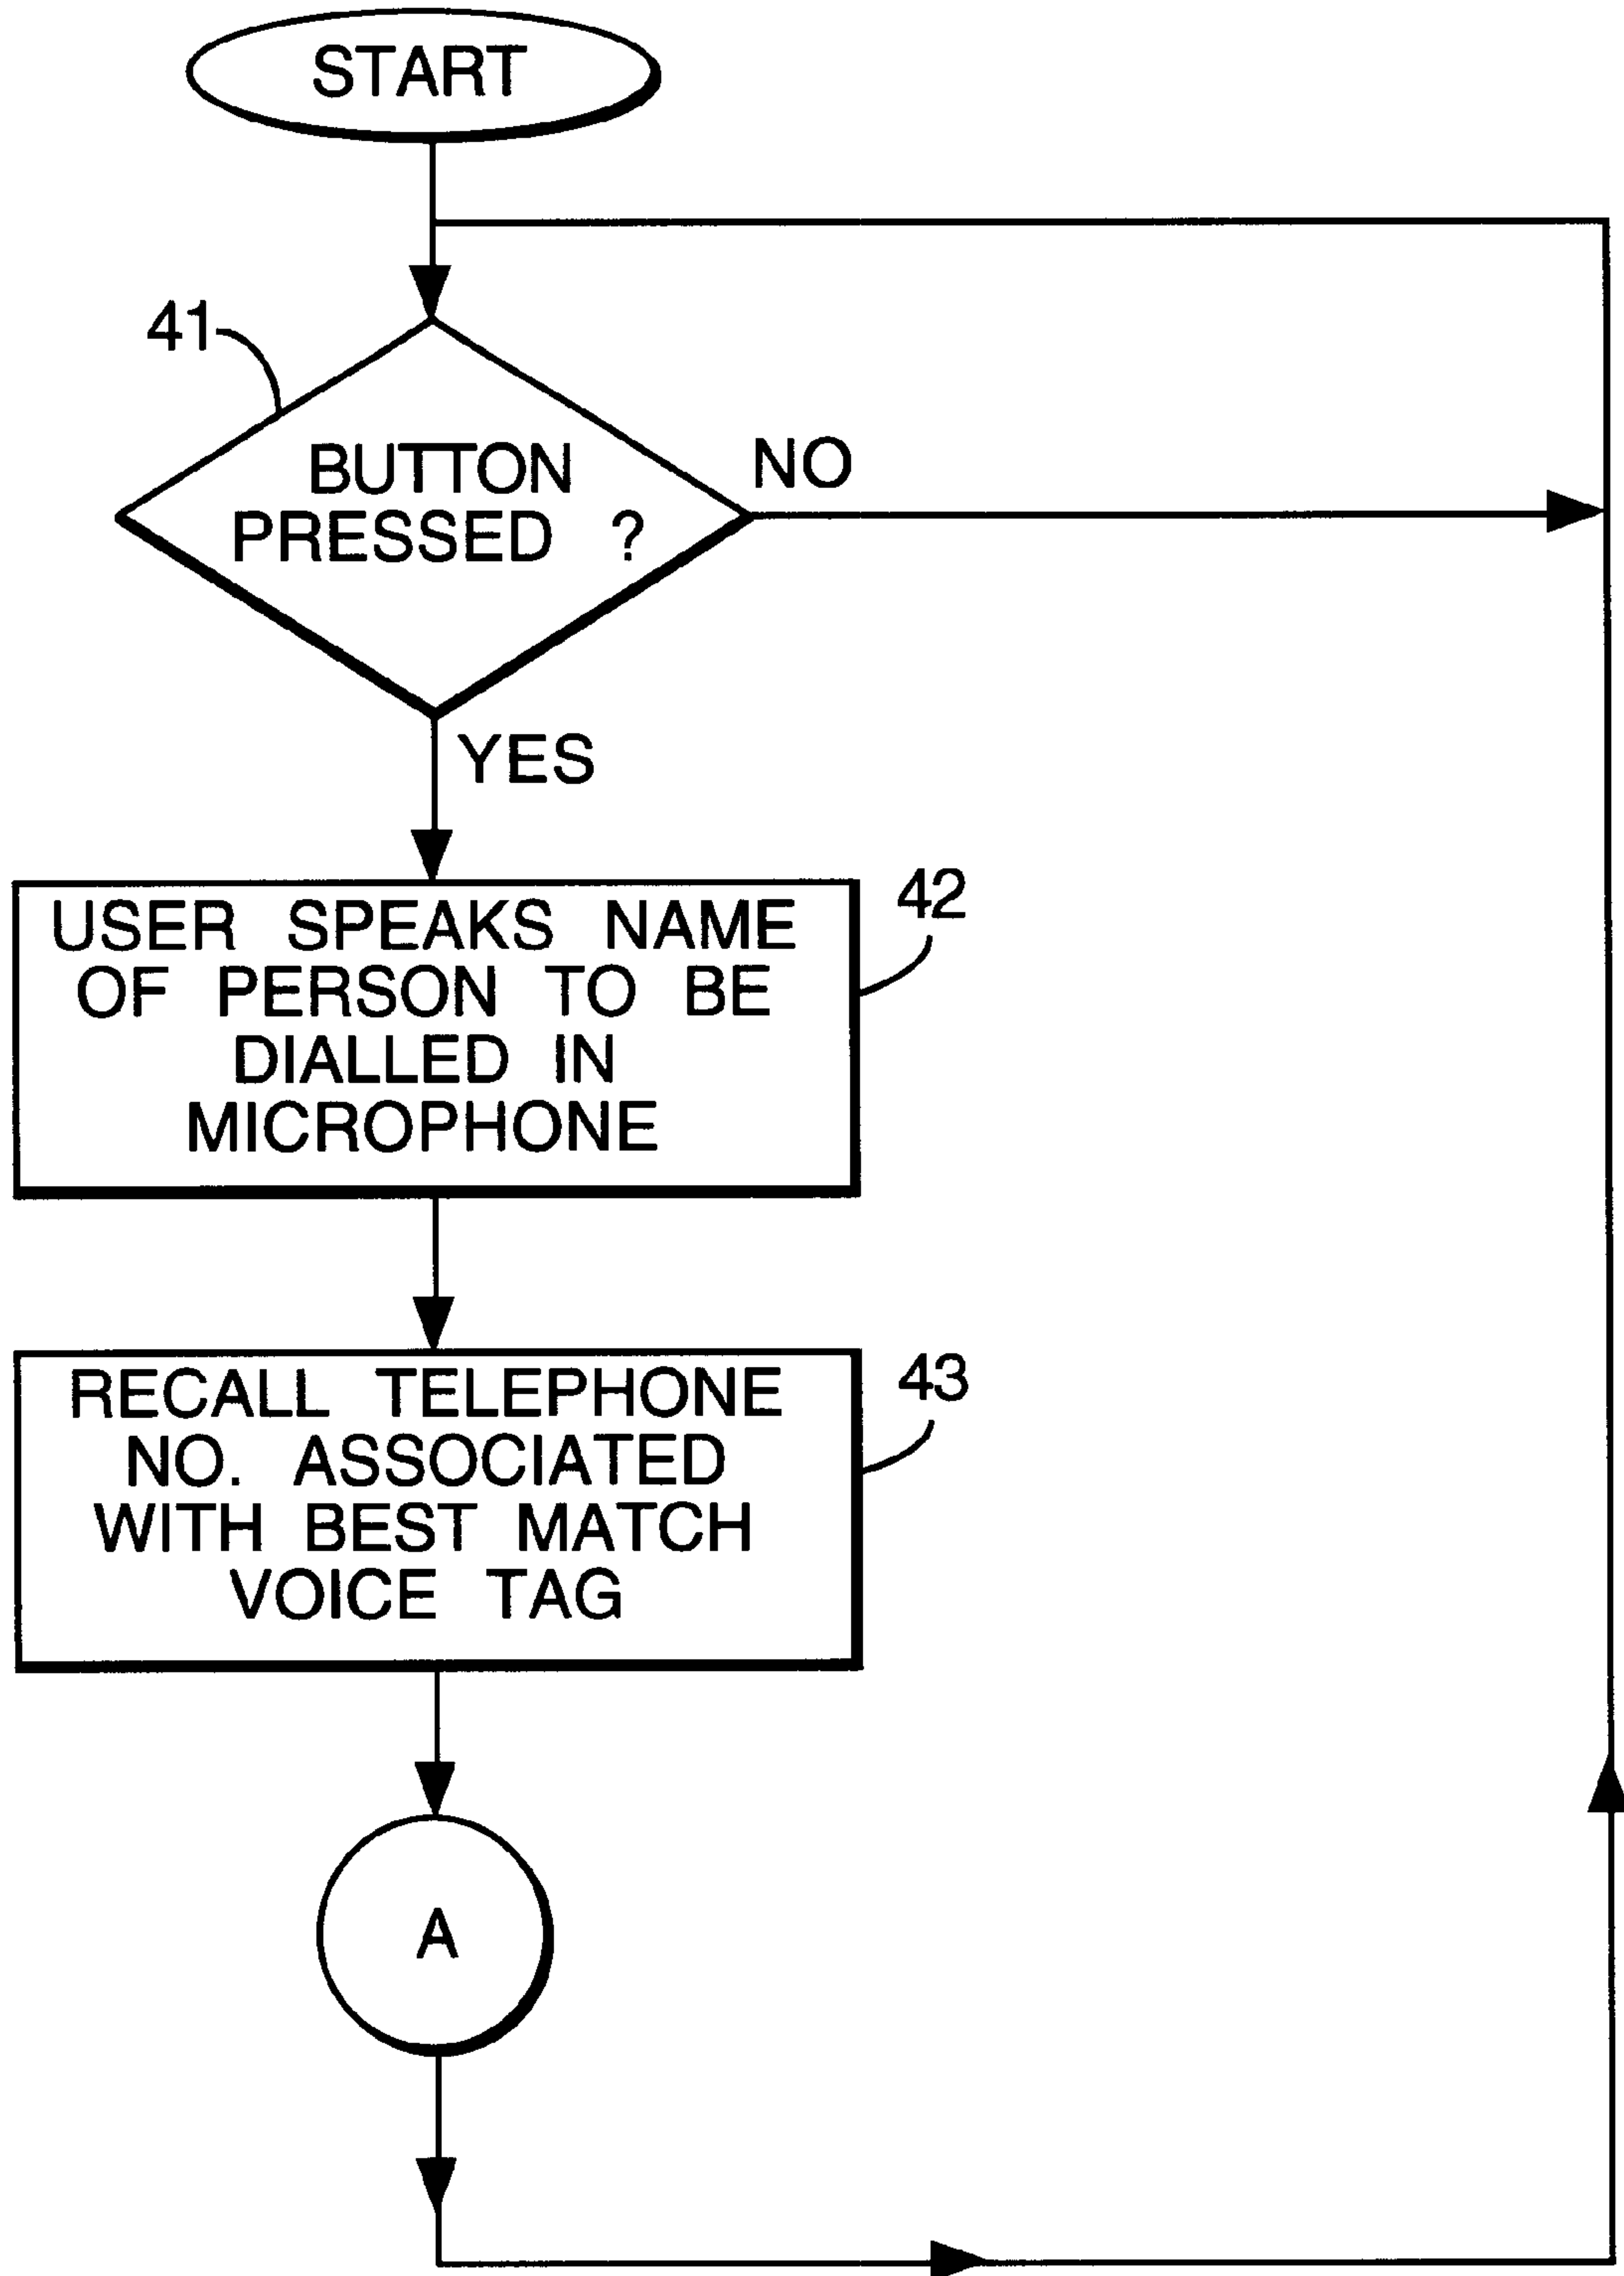 START
41
BUTTON
PRESSED ?
NO
YES
42
USER SPEAKS NAME
OF PERSON TO BE
DIALLED IN
MICROPHONE
43
RECALL TELEPHONE
NO. ASSOCIATED
WITH BEST MATCH
VOICE TAG
A